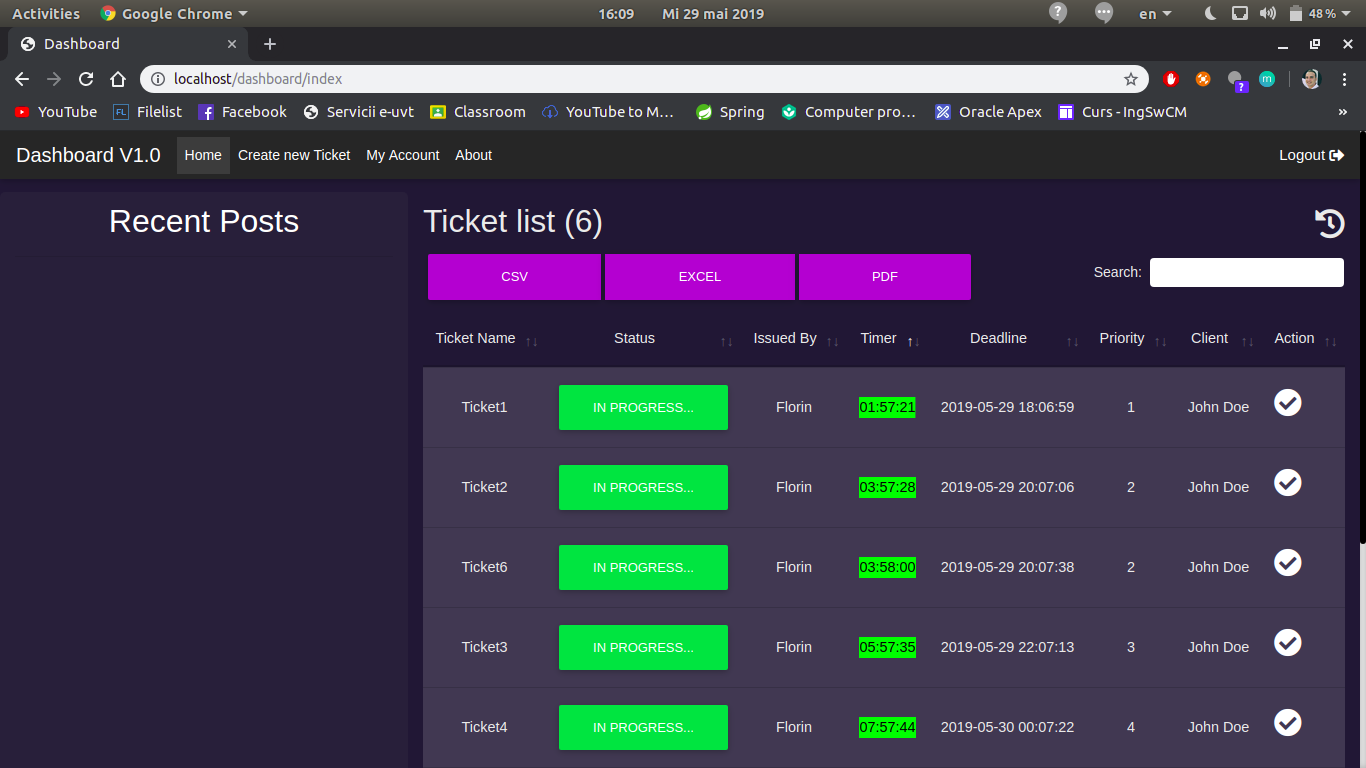 Activities Google Chrome 16:09 Mi 29 mai 2019 ? en 48 %
Dashboard
localhost/dashboard/index ? m
YouTube FL Filelist Facebook Servicii e-uvt Classroom YouTube to M… Spring Computer pro… Oracle Apex Curs - IngSwCM »
Dashboard V1.0 Home Create new Ticket My Account About Logout
Recent Posts
Ticket list (6)
CSV EXCEL PDF Search:
Ticket Name ↑↓ Status ↑↓ Issued By ↑↓ Timer ↑↓ Deadline ↑↓ Priority ↑↓ Client ↑↓ Action ↑↓
Ticket1 IN PROGRESS... Florin 01:57:21 2019-05-29 18:06:59 1 John Doe
Ticket2 IN PROGRESS... Florin 03:57:28 2019-05-29 20:07:06 2 John Doe
Ticket6 IN PROGRESS... Florin 03:58:00 2019-05-29 20:07:38 2 John Doe
Ticket3 IN PROGRESS... Florin 05:57:35 2019-05-29 22:07:13 3 John Doe
Ticket4 IN PROGRESS... Florin 07:57:44 2019-05-30 00:07:22 4 John Doe